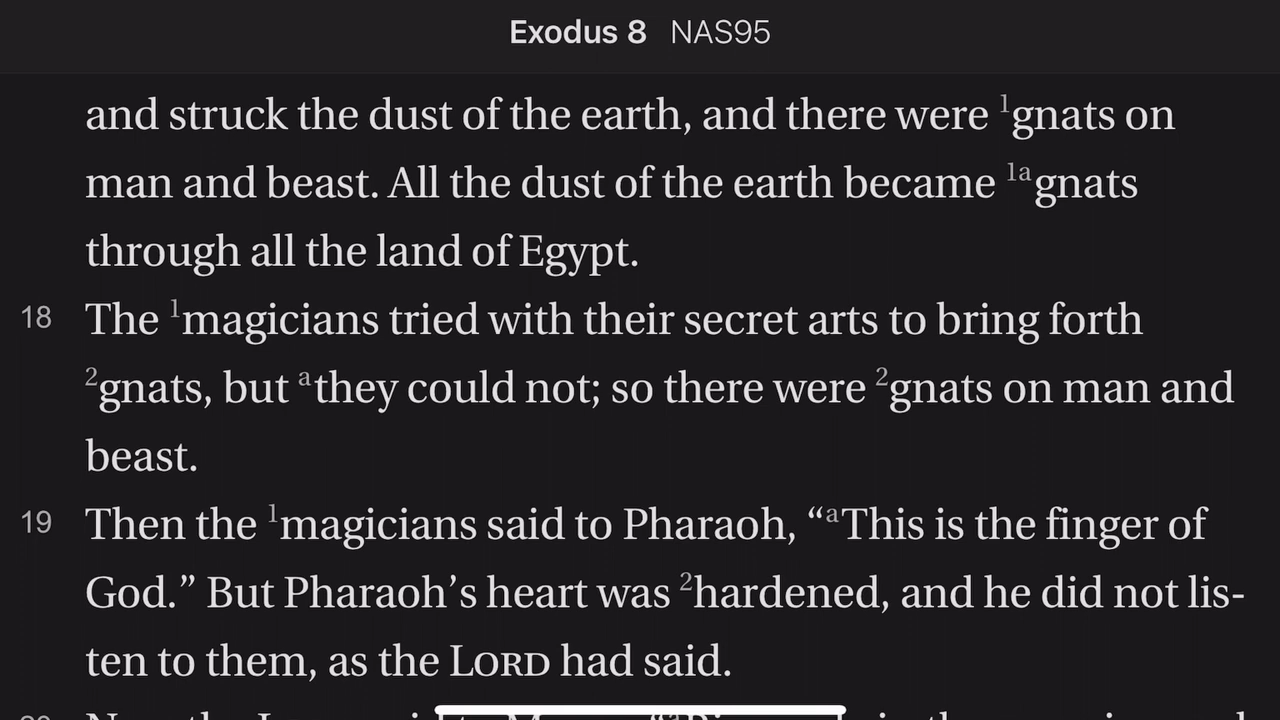 Exodus 8 NAS95
and struck the dust of the earth, and there were 1gnats on
man and beast. All the dust of the earth became 1agnats
through all the land of Egypt.
18 The 1magicians tried with their secret arts to bring forth
2gnats, but athey could not; so there were 2gnats on man and
beast.
19 Then the 1magicians said to Pharaoh, “aThis is the finger of
God.” But Pharaoh’s heart was 2hardened, and he did not lis-
ten to them, as the LORD had said.